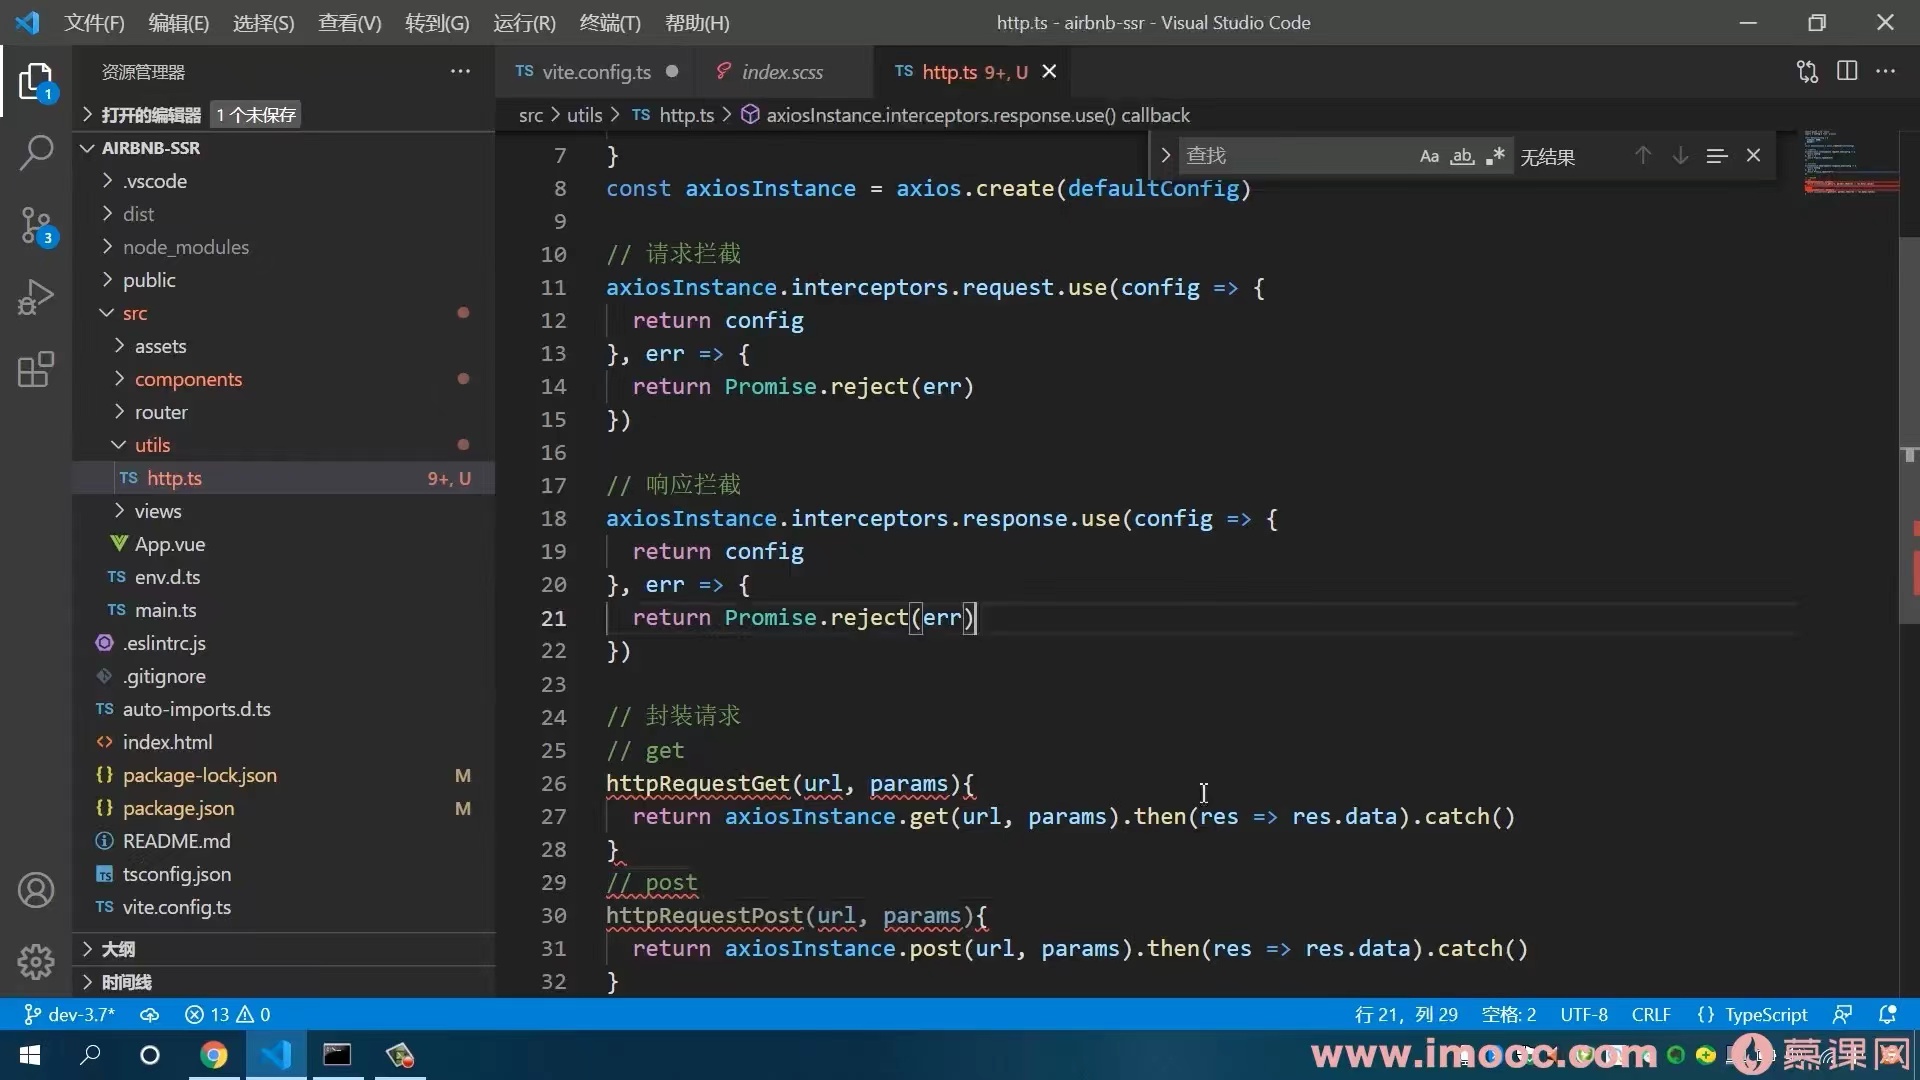 文件(F) 编辑(E) 选择(S) 查看(V) 转到(G) 运行(R) 终端(T) 帮助(H) http.ts - airbnb-ssr - Visual Studio Code
资源管理器
打开的编辑器 1 个未保存
AIRBNB-SSR
.vscode
dist
node_modules
public
src
assets
components
router
utils
TS http.ts 9+, U
views
App.vue
TS env.d.ts
TS main.ts
.eslintrc.js
.gitignore
TS auto-imports.d.ts
index.html
{} package-lock.json M
{} package.json M
README.md
TS tsconfig.json
TS vite.config.ts
大纲
时间线
1
3
TS vite.config.ts index.scss TS http.ts 9+, U
src > utils > TS http.ts > axiosInstance.interceptors.response.use() callback
查找 Aa ab .* 无结果
7 }
8 const axiosInstance = axios.create(defaultConfig)
9
10 // 请求拦截
11 axiosInstance.interceptors.request.use(config => {
12 return config
13 }, err => {
14 return Promise.reject(err)
15 })
16
17 // 响应拦截
18 axiosInstance.interceptors.response.use(config => {
19 return config
20 }, err => {
21 return Promise.reject(err)
22 })
23
24 // 封装请求
25 // get
26 httpRequestGet(url, params){
27 return axiosInstance.get(url, params).then(res => res.data).catch()
28 }
29 // post
30 httpRequestPost(url, params){
31 return axiosInstance.post(url, params).then(res => res.data).catch()
32 }
dev-3.7* 13 0 行 21，列 29 空格: 2 UTF-8 CRLF {} TypeScript
www.imooc.com 慕课网